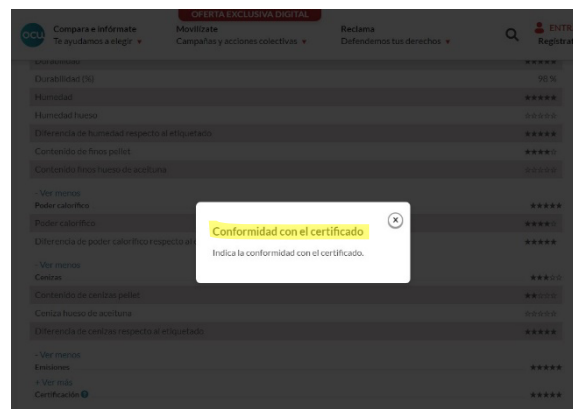 OFERTA EXCLUSIVA DIGITAL
ocu
Compara e infórmate
Te ayudamos a elegir
Movilízate
Campañas y acciones colectivas
Reclama
Defendemos tus derechos
ENTRA
Regístrat
Durabilidad
Durabilidad (%) 98 %
Humedad
Humedad hueso
Diferencia de humedad respecto al etiquetado
Contenido de finos pellet
Contenido finos hueso de aceituna
- Ver menos
Poder calorífico
Poder calorífico
Diferencia de poder calorífico respecto al
Conformidad con el certificado
Indica la conformidad con el certificado.
- Ver menos
Cenizas
Contenido de cenizas pellet
Ceniza hueso de aceituna
Diferencia de cenizas respecto al etiquetado
- Ver menos
Emisiones
+ Ver más
Certificación